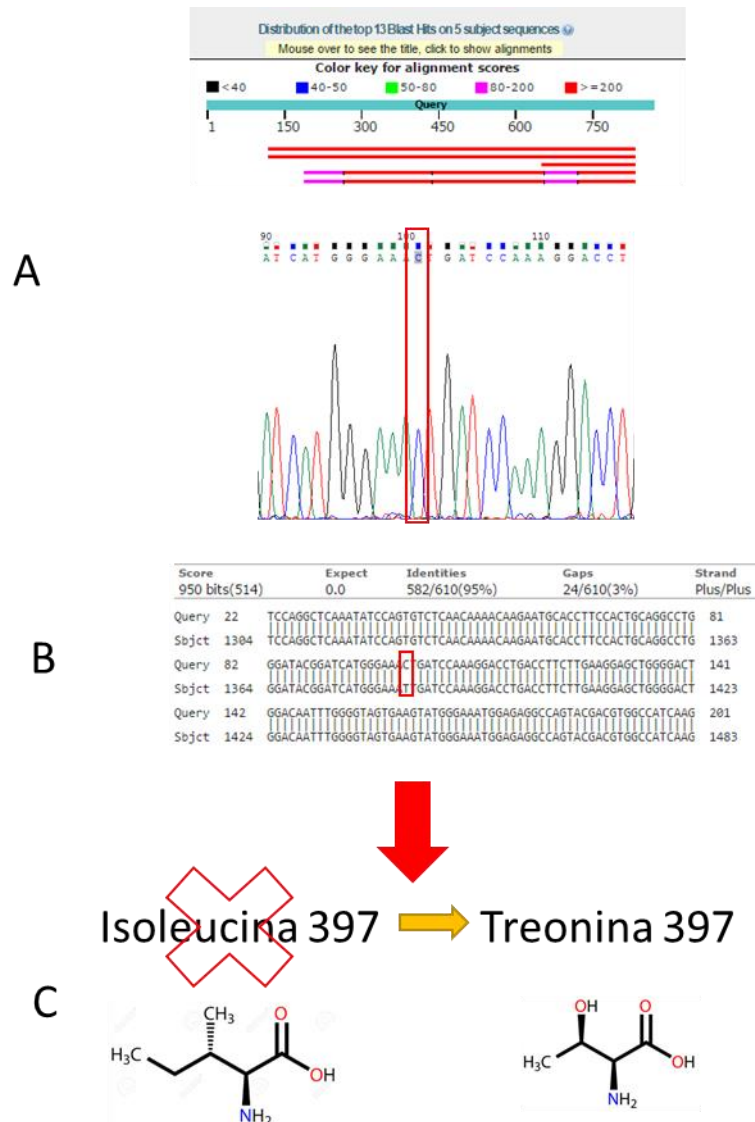 Distribution of the top 13 Blast Hits on 5 subject sequences
Mouse over to see the title, click to show alignments
Color key for alignment scores
<40 40-50 50-80 80-200 >=200
Query
1 150 300 450 600 750
A
90 100 110
A T C A T G G G A A A C T G A T C C A A A G G A C C T
Score Expect Identities Gaps Strand
950 bits(514) 0.0 582/610(95%) 24/610(3%) Plus/Plus
B
Query 22 TCCAGGCTCAAATATCCAGTGTCTCAACAAAACAAGAATGCACCTTCCACTGCAGGCCTG 81
Sbjct 1304 TCCAGGCTCAAATATCCAGTGTCTCAACAAAACAAGAATGCACCTTCCACTGCAGGCCTG 1363
Query 82 GGATACGGATCATGGGAAACTGATCCAAAGGACCTGACCTTCTTGAAGGAGCTGGGGACT 141
Sbjct 1364 GGATACGGATCATGGGAAATTGATCCAAAGGACCTGACCTTCTTGAAGGAGCTGGGGACT 1423
Query 142 GGACAATTTGGGGTAGTGAAGTATGGGAAATGGAGAGGCCAGTACGACGTGGCCATCAAG 201
Sbjct 1424 GGACAATTTGGGGTAGTGAAGTATGGGAAATGGAGAGGCCAGTACGACGTGGCCATCAAG 1483
Isoleucina 397 Treonina 397
C
CH₃ O OH O
H₃C OH H₃C OH
NH₂ NH₂